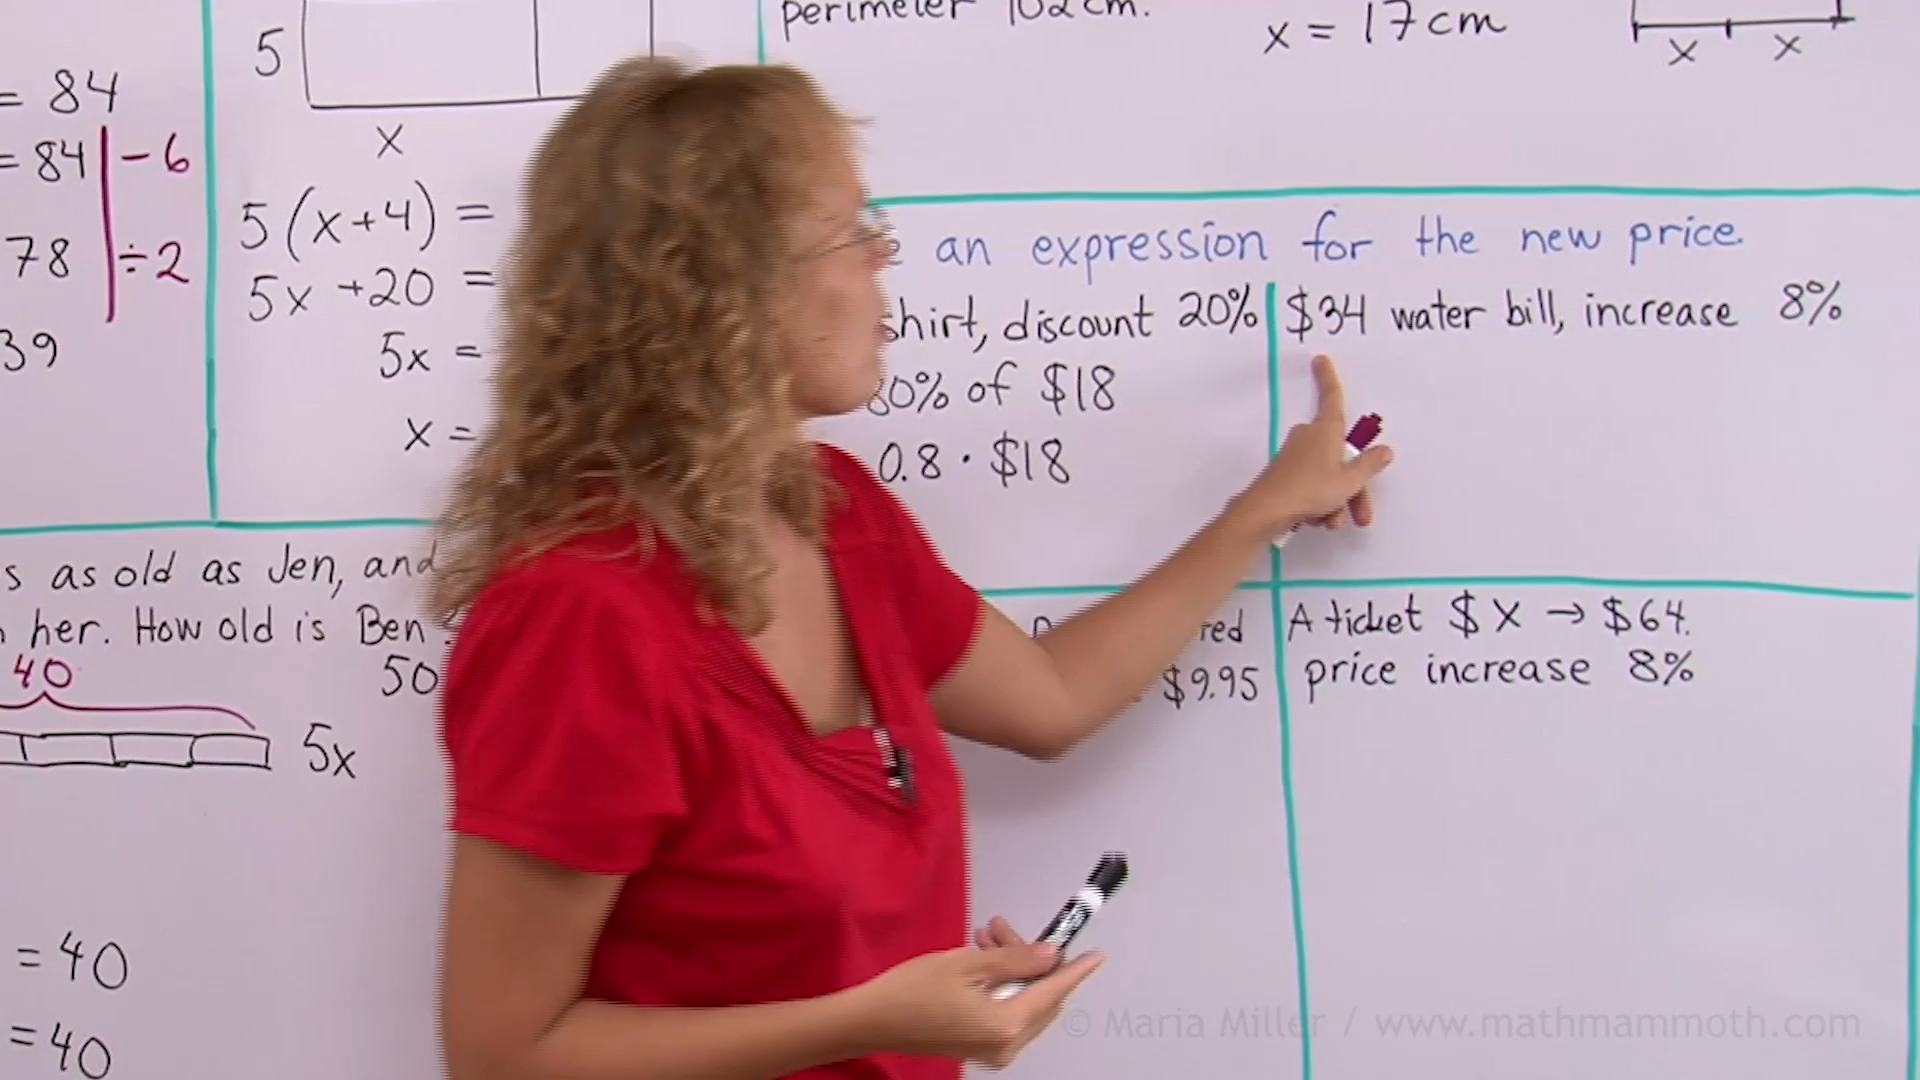 perimeter 102 cm.
x = 17 cm
x x
5
x
= 84
= 84 | - 6
78 | ÷ 2
39
5(x+4) =
5x +20 =
5x =
x =
an expression for the new price.
shirt, discount 20%
80% of $18
0.8 · $18
$34 water bill, increase 8%
s as old as Jen, and
her. How old is Ben?
40
50
5x
= 40
= 40
$9.95
A ticket $x → $64.
price increase 8%
© Maria Miller / www.mathmammoth.com